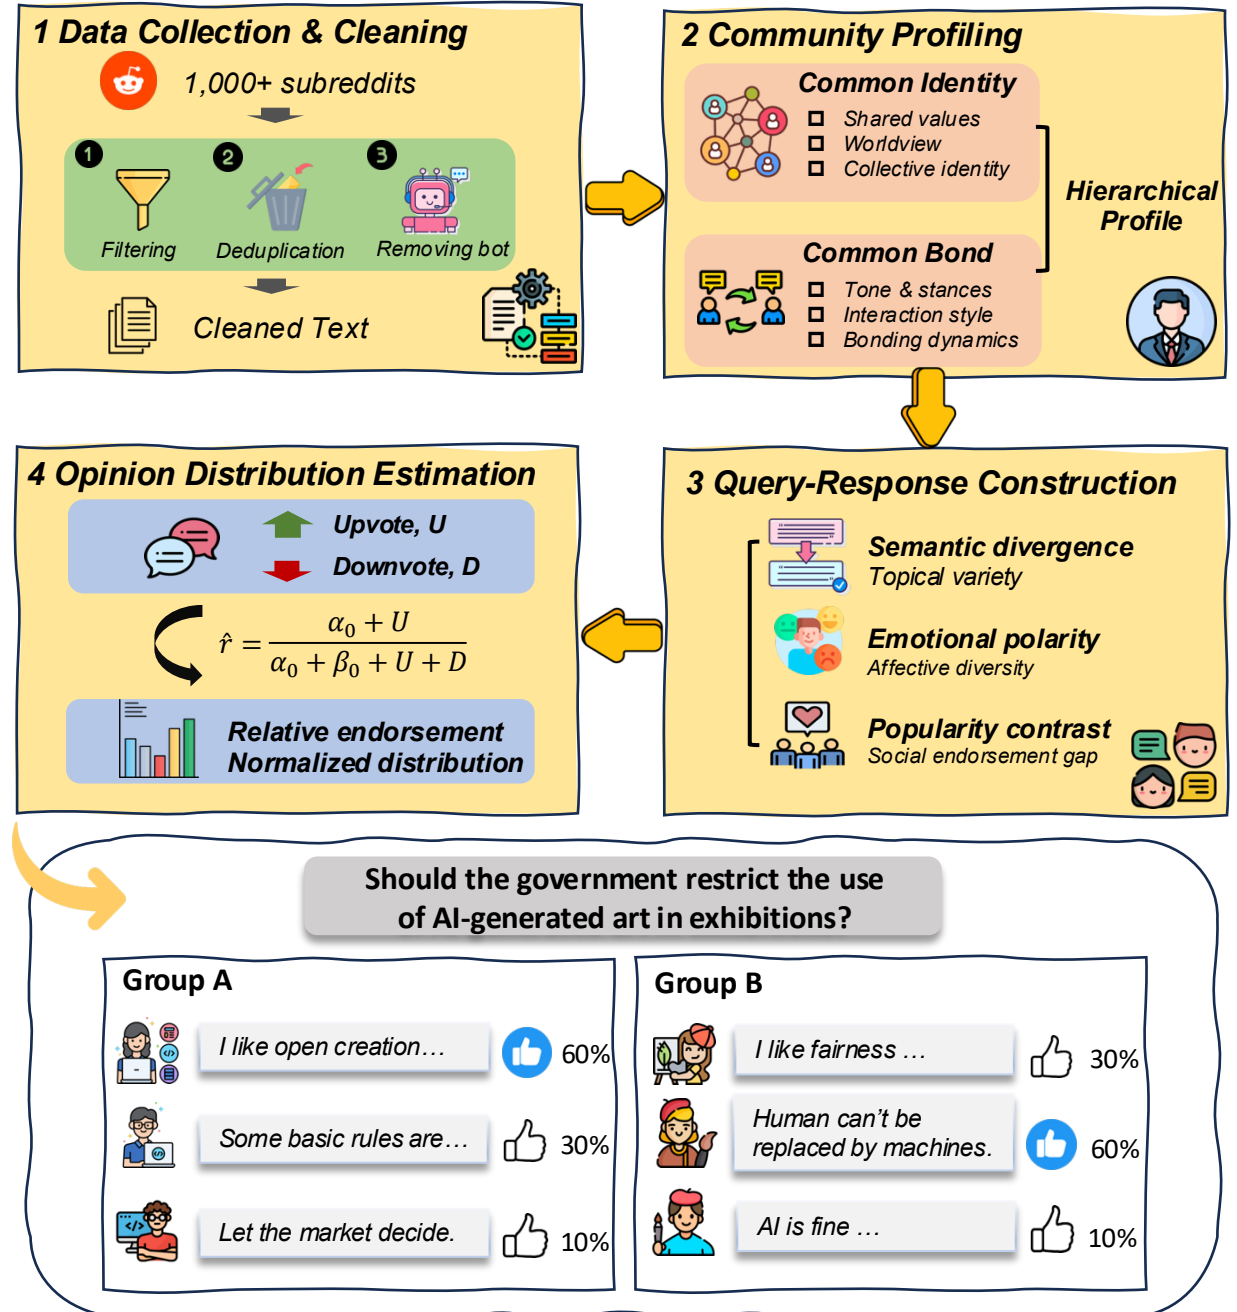 1 Data Collection & Cleaning
1,000+ subreddits
1
2
3
Filtering
Deduplication
Removing bot
Cleaned Text
2 Community Profiling
Common Identity
Shared values
Worldview
Collective identity
Hierarchical
Profile
Common Bond
Tone & stances
Interaction style
Bonding dynamics
4 Opinion Distribution Estimation
Upvote, U
Downvote, D
r̂ = (α₀ + U) / (α₀ + β₀ + U + D)
Relative endorsement
Normalized distribution
3 Query-Response Construction
Semantic divergence
Topical variety
Emotional polarity
Affective diversity
Popularity contrast
Social endorsement gap
Should the government restrict the use
of AI-generated art in exhibitions?
Group A
I like open creation…
60%
Some basic rules are…
30%
Let the market decide.
10%
Group B
I like fairness …
30%
Human can’t be
replaced by machines.
60%
AI is fine …
10%